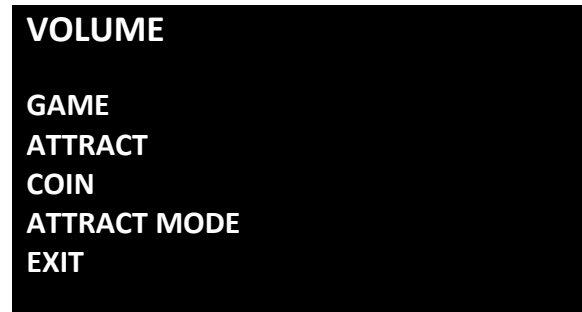 VOLUME
GAME
ATTRACT
COIN
ATTRACT MODE
EXIT